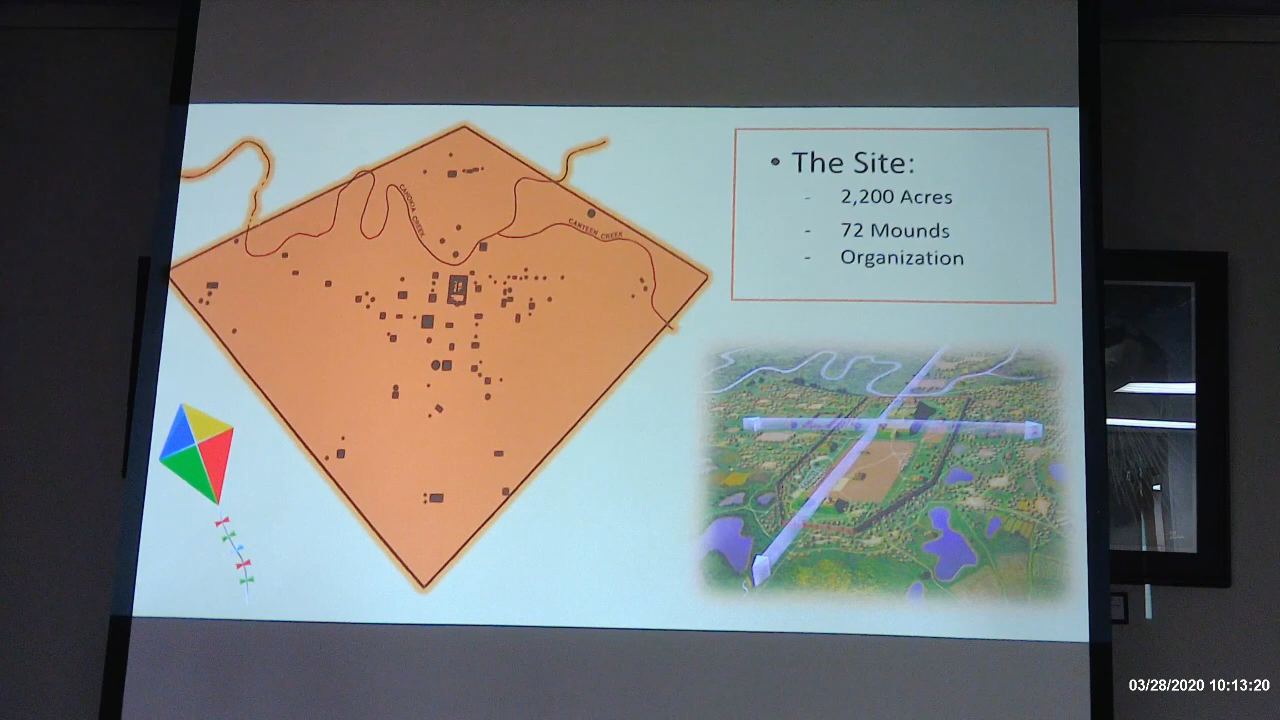 CAHOKIA CREEK
CANTEEN CREEK
• The Site:
- 2,200 Acres
- 72 Mounds
- Organization
03/28/2020 10:13:20